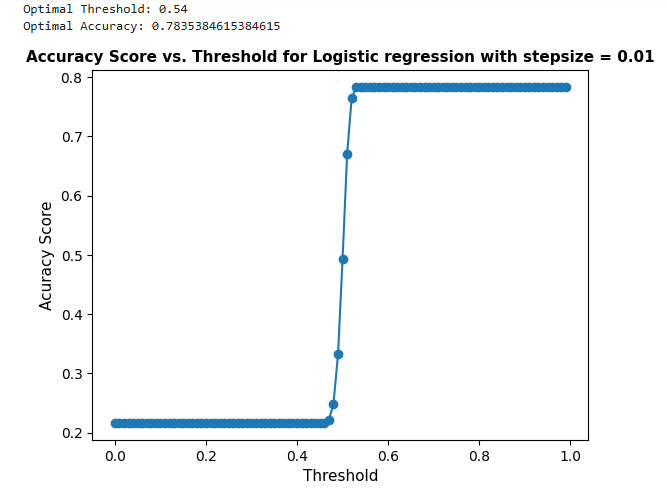 Optimal Threshold: 0.54
Optimal Accuracy: 0.7835384615384615
Accuracy Score vs. Threshold for Logistic regression with stepsize = 0.01
0.8
0.7
0.6
0.5
0.4
0.3
0.2
Acuracy Score
0.0 0.2 0.4 0.6 0.8 1.0
Threshold